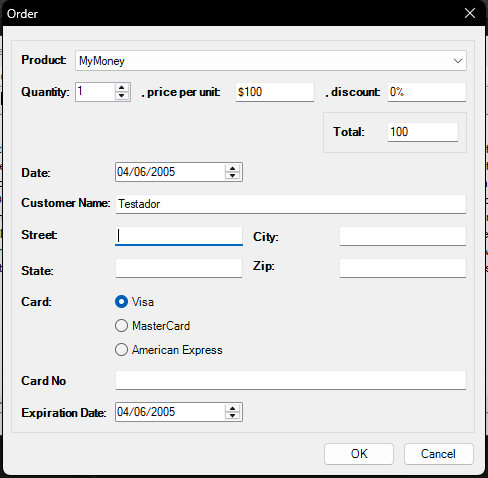 Order
Product: MyMoney
Quantity: 1 , price per unit: $100 , discount: 0%
Total: 100
Date: 04/06/2005
Customer Name: Testador
Street: City:
State: Zip:
Card: Visa
MasterCard
American Express
Card No
Expiration Date: 04/06/2005
OK Cancel